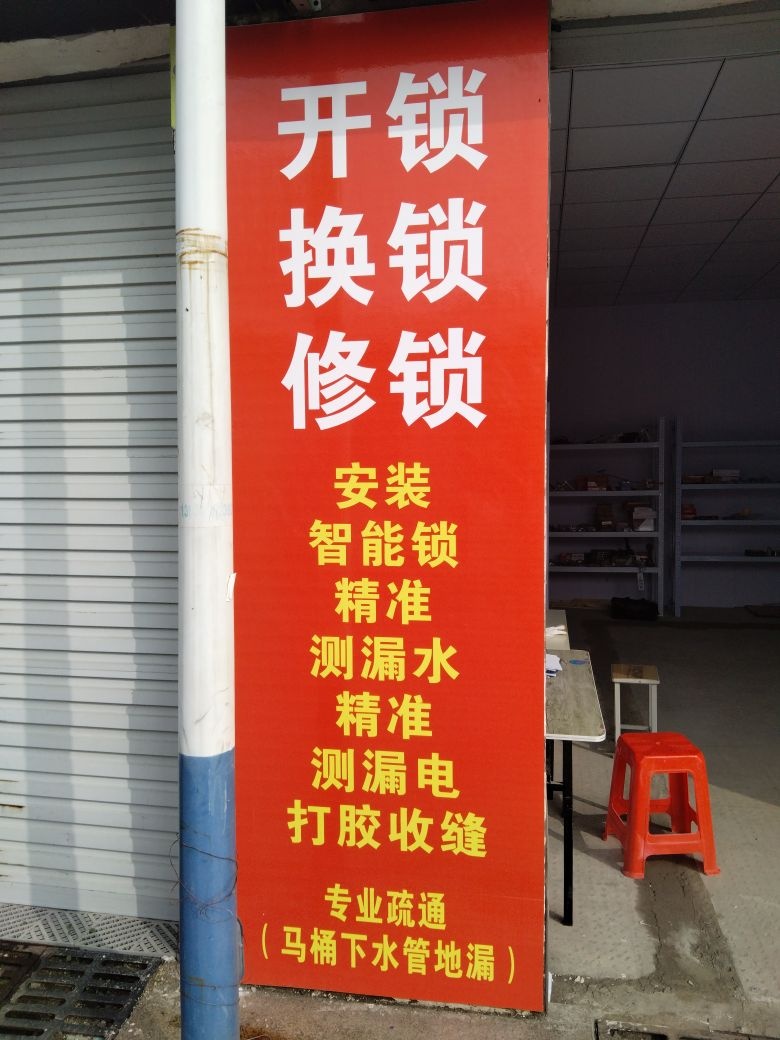 开锁
换锁
修锁
安装
智能锁
精准
测漏水
精准
测漏电
打胶收缝
专业疏通
（马桶下水管地漏）